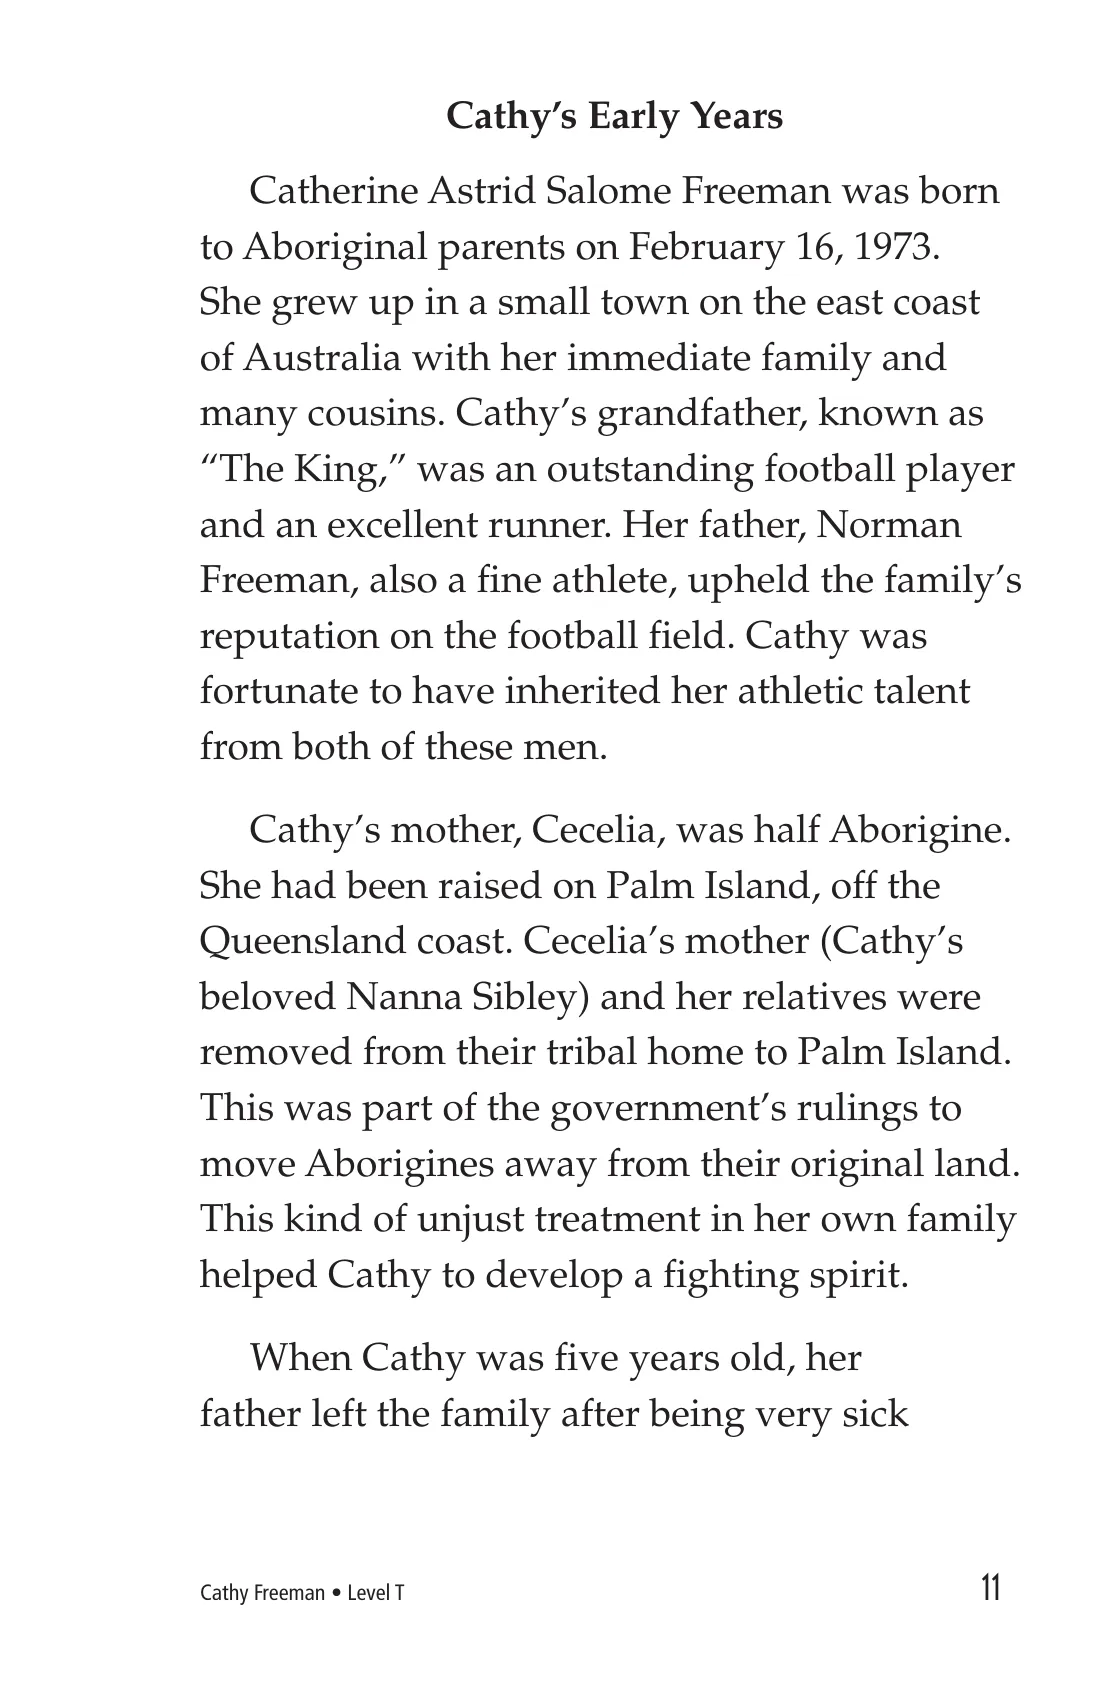 Cathy’s Early Years
Catherine Astrid Salome Freeman was born
to Aboriginal parents on February 16, 1973.
She grew up in a small town on the east coast
of Australia with her immediate family and
many cousins. Cathy’s grandfather, known as
“The King,” was an outstanding football player
and an excellent runner. Her father, Norman
Freeman, also a fine athlete, upheld the family’s
reputation on the football field. Cathy was
fortunate to have inherited her athletic talent
from both of these men.
Cathy’s mother, Cecelia, was half Aborigine.
She had been raised on Palm Island, off the
Queensland coast. Cecelia’s mother (Cathy’s
beloved Nanna Sibley) and her relatives were
removed from their tribal home to Palm Island.
This was part of the government’s rulings to
move Aborigines away from their original land.
This kind of unjust treatment in her own family
helped Cathy to develop a fighting spirit.
When Cathy was five years old, her
father left the family after being very sick
Cathy Freeman • Level T 11